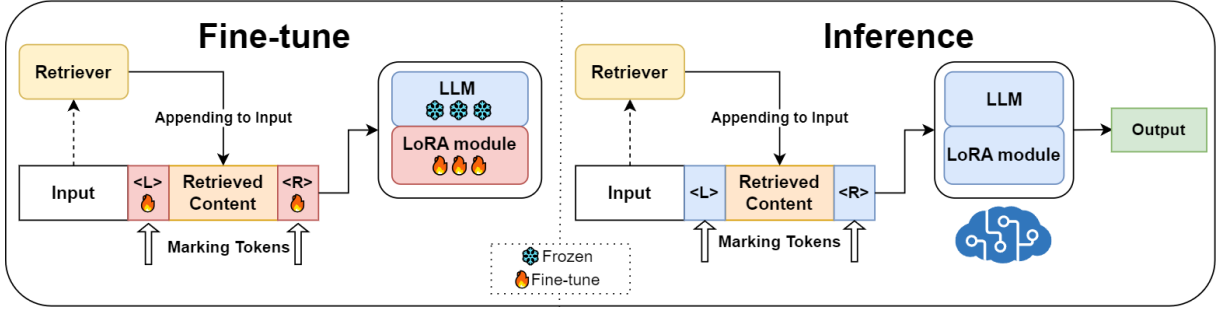 Fine-tune
Retriever
LLM
Appending to Input
LoRA module
Input
<L>
Retrieved
Content
<R>
Marking Tokens
Inference
Retriever
LLM
Appending to Input
LoRA module
Output
Input
<L>
Retrieved
Content
<R>
Marking Tokens
Frozen
Fine-tune